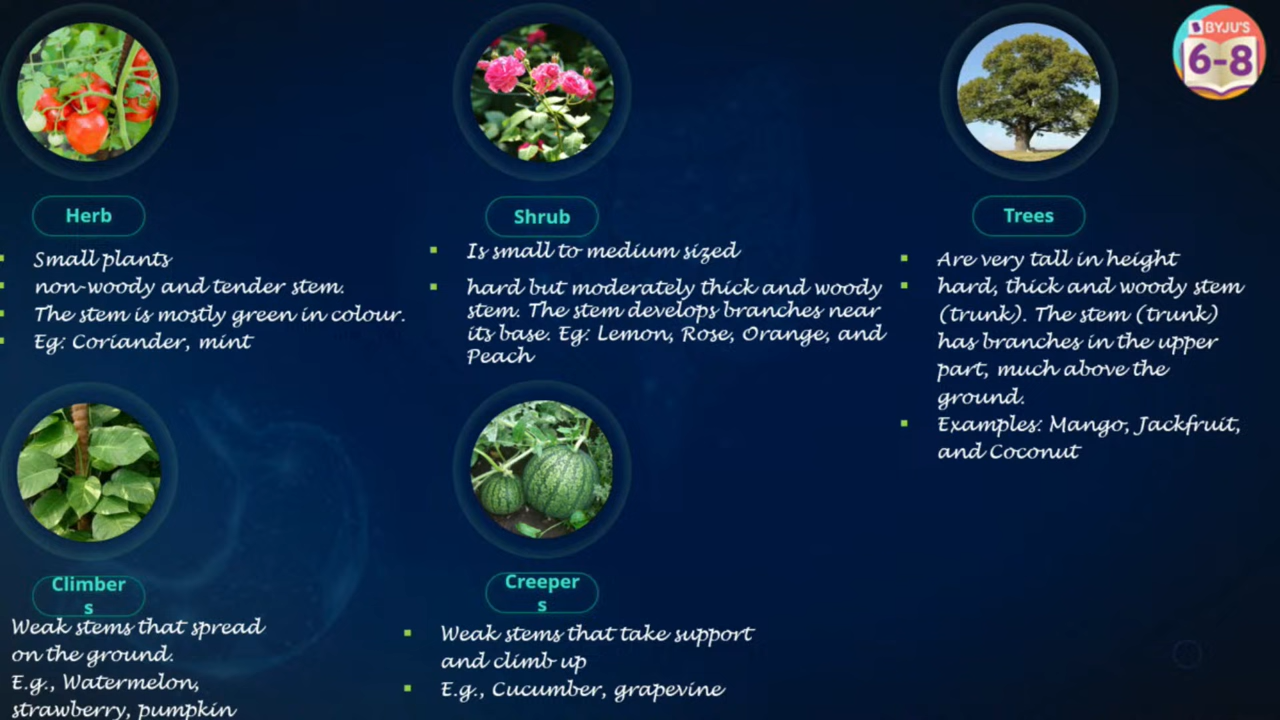 BYJU'S
6-8
Herb
Small plants
non-woody and tender stem.
The stem is mostly green in colour.
Eg: Coriander, mint
Shrub
Is small to medium sized
hard but moderately thick and woody
stem. The stem develops branches near
its base. Eg: Lemon, Rose, Orange, and
Peach
Trees
Are very tall in height
hard, thick and woody stem
(trunk). The stem (trunk)
has branches in the upper
part, much above the
ground.
Examples: Mango, Jackfruit,
and Coconut
Climber
s
Weak stems that spread
on the ground.
E.g., Watermelon,
strawberry, pumpkin
Creeper
s
Weak stems that take support
and climb up
E.g., Cucumber, grapevine